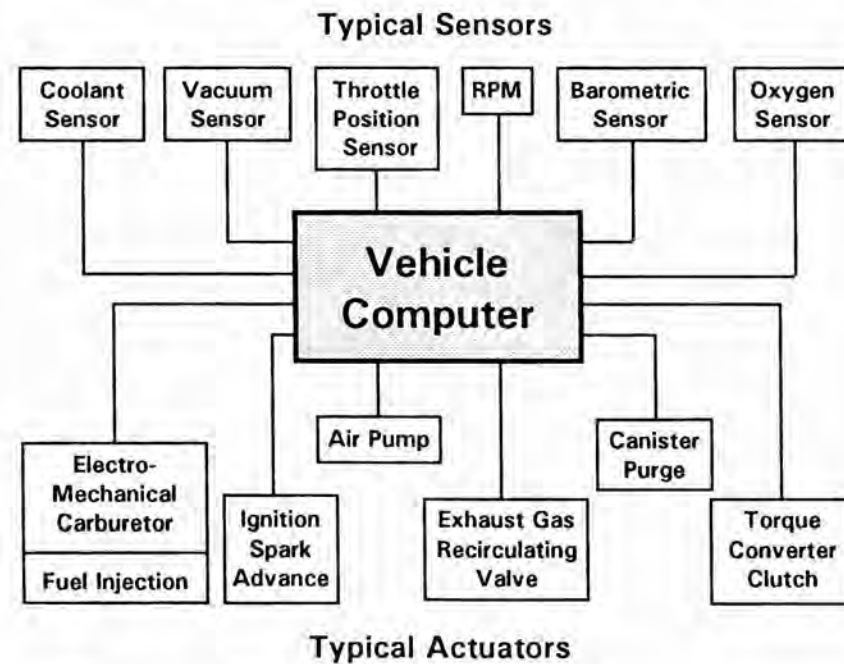 Typical Sensors
Coolant
Sensor
Vacuum
Sensor
Throttle
Position
Sensor
RPM
Barometric
Sensor
Oxygen
Sensor
Vehicle
Computer
Electro-
Mechanical
Carburetor
Fuel Injection
Ignition
Spark
Advance
Air Pump
Exhaust Gas
Recirculating
Valve
Canister
Purge
Torque
Converter
Clutch
Typical Actuators